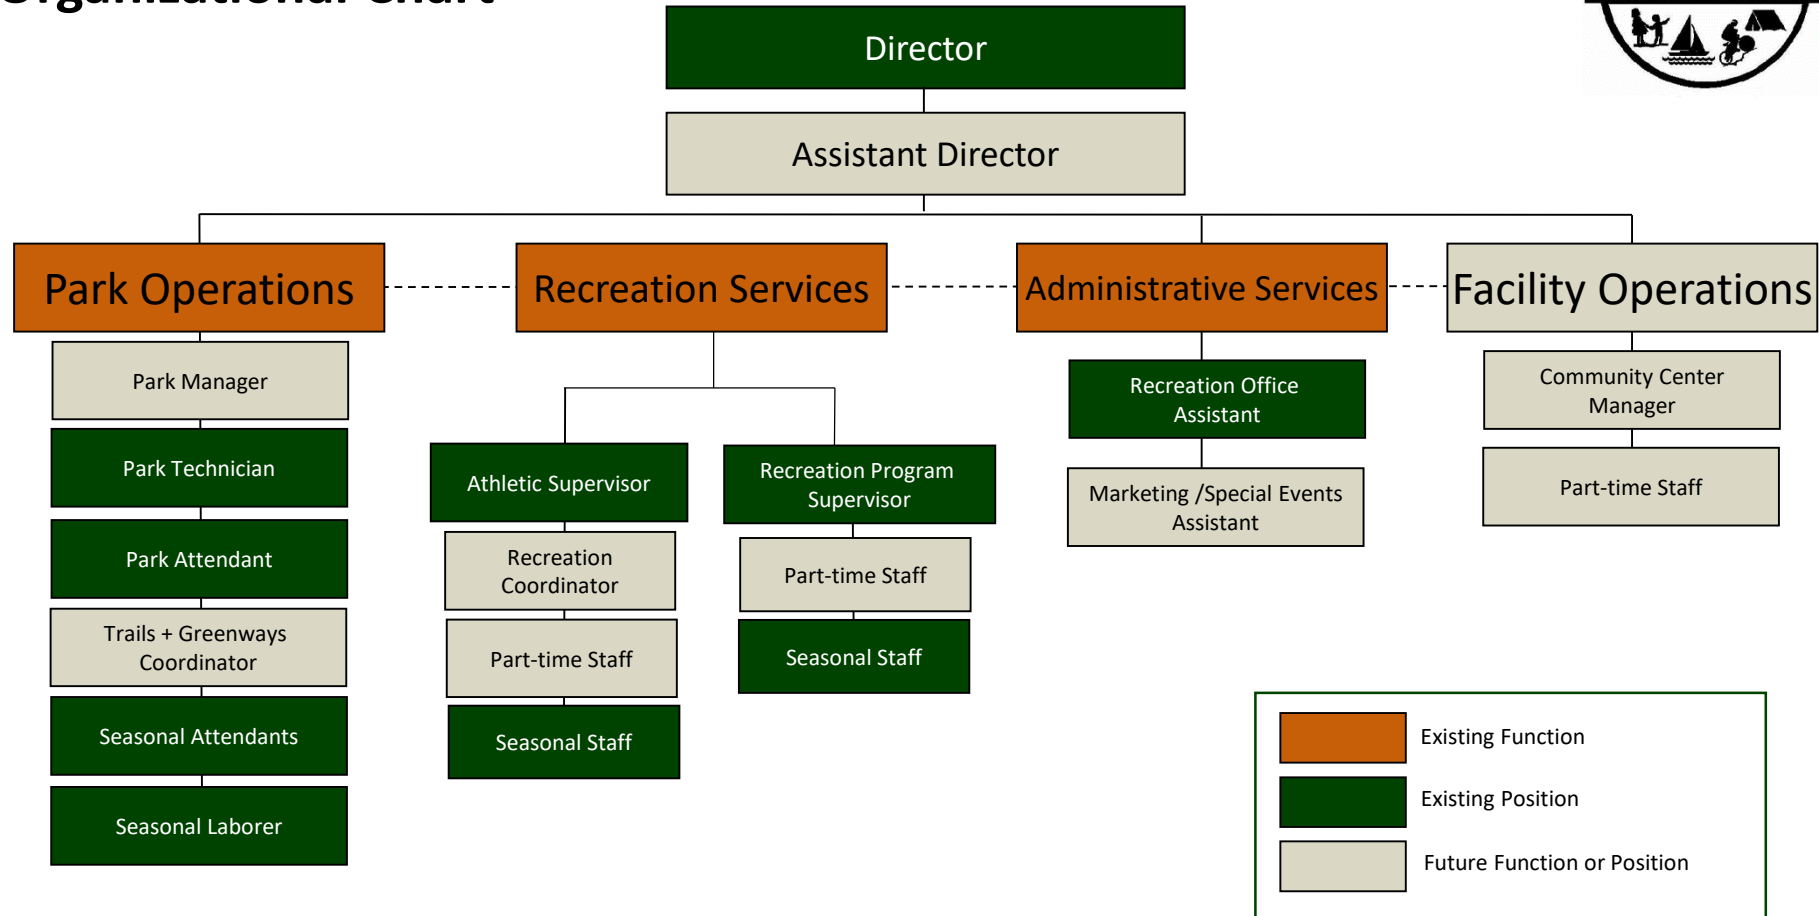 Organizational Chart
Director
Assistant Director
Park Operations
Recreation Services
Administrative Services
Facility Operations
Park Manager
Park Technician
Park Attendant
Trails + Greenways
Coordinator
Seasonal Attendants
Seasonal Laborer
Athletic Supervisor
Recreation
Coordinator
Part-time Staff
Seasonal Staff
Recreation Program
Supervisor
Part-time Staff
Seasonal Staff
Recreation Office
Assistant
Marketing /Special Events
Assistant
Community Center
Manager
Part-time Staff
Existing Function
Existing Position
Future Function or Position